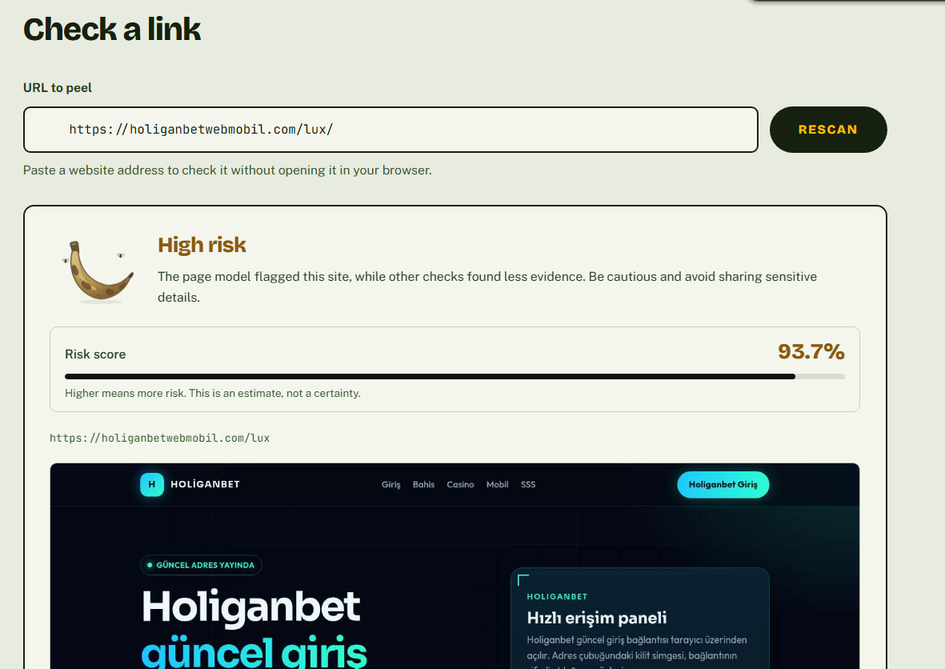 Check a link
URL to peel
https://holiganbetwebmobil.com/lux/
RESCAN
Paste a website address to check it without opening it in your browser.
High risk
The page model flagged this site, while other checks found less evidence. Be cautious and avoid sharing sensitive
details.
Risk score
93.7%
Higher means more risk. This is an estimate, not a certainty.
https://holiganbetwebmobil.com/lux
H HOLİGANBET
Giriş Bahis Casino Mobil SSS
Holiganbet Giriş
GÜNCEL ADRES YAYINDA
Holiganbet
güncel giriş
HOLIGANBET
Hızlı erişim paneli
Holiganbet güncel giriş bağlantısı tarayıcı üzerinden
açılır. Adres çubuğundaki kilit simgesi, bağlantının